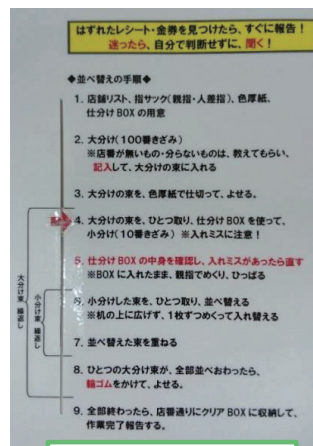 はずれたレシート・金券を見つけたら、すぐに報告！
迷ったら、自分で判断せずに、聞く！
◆並べ替えの手順◆
1. 店舗リスト、指サック(親指・人差指)、色厚紙、
仕分けBOXの用意
2. 大分け(100番きざみ)
※店番が無いもの・分らないものは、教えてもらい、
記入して、大分けの束に入れる
3. 大分けの束を、色厚紙で仕切って、よせる。
4. 大分けの束を、ひとつ取り、仕分けBOXを使って、
小分け(10番きざみ) ※入れミスに注意！
5. 仕分けBOXの中身を確認し、入れミスがあったら直す
※BOXに入れたまま、親指でめくり、ひっぱる
6. 小分けした束を、ひとつ取り、並べ替える
※机の上に広げず、1枚ずつめくって入れ替える
7. 並べ替えた束を重ねる
8. ひとつの大分け束が、全部並べおわったら、
輪ゴムをかけて、よせる。
9. 全部終わったら、店番通りにクリアBOXに収納して、
作業完了報告する。
大分け束 繰返し
小分け束 繰返し